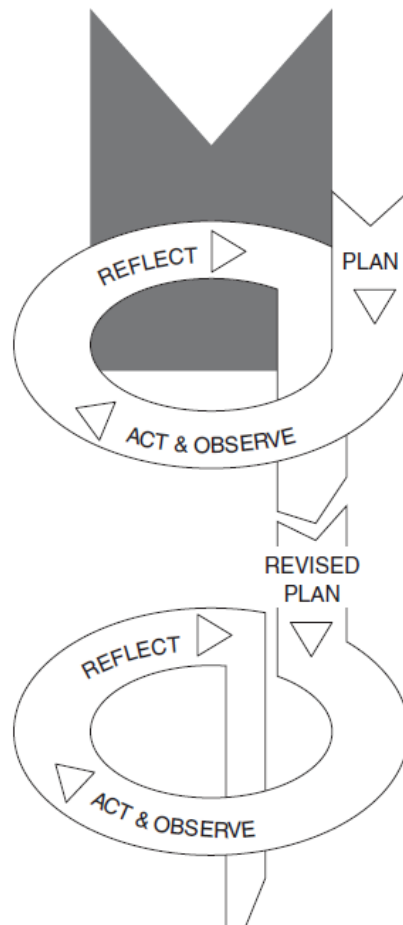 REFLECT
PLAN
ACT & OBSERVE
REVISED
PLAN
REFLECT
ACT & OBSERVE